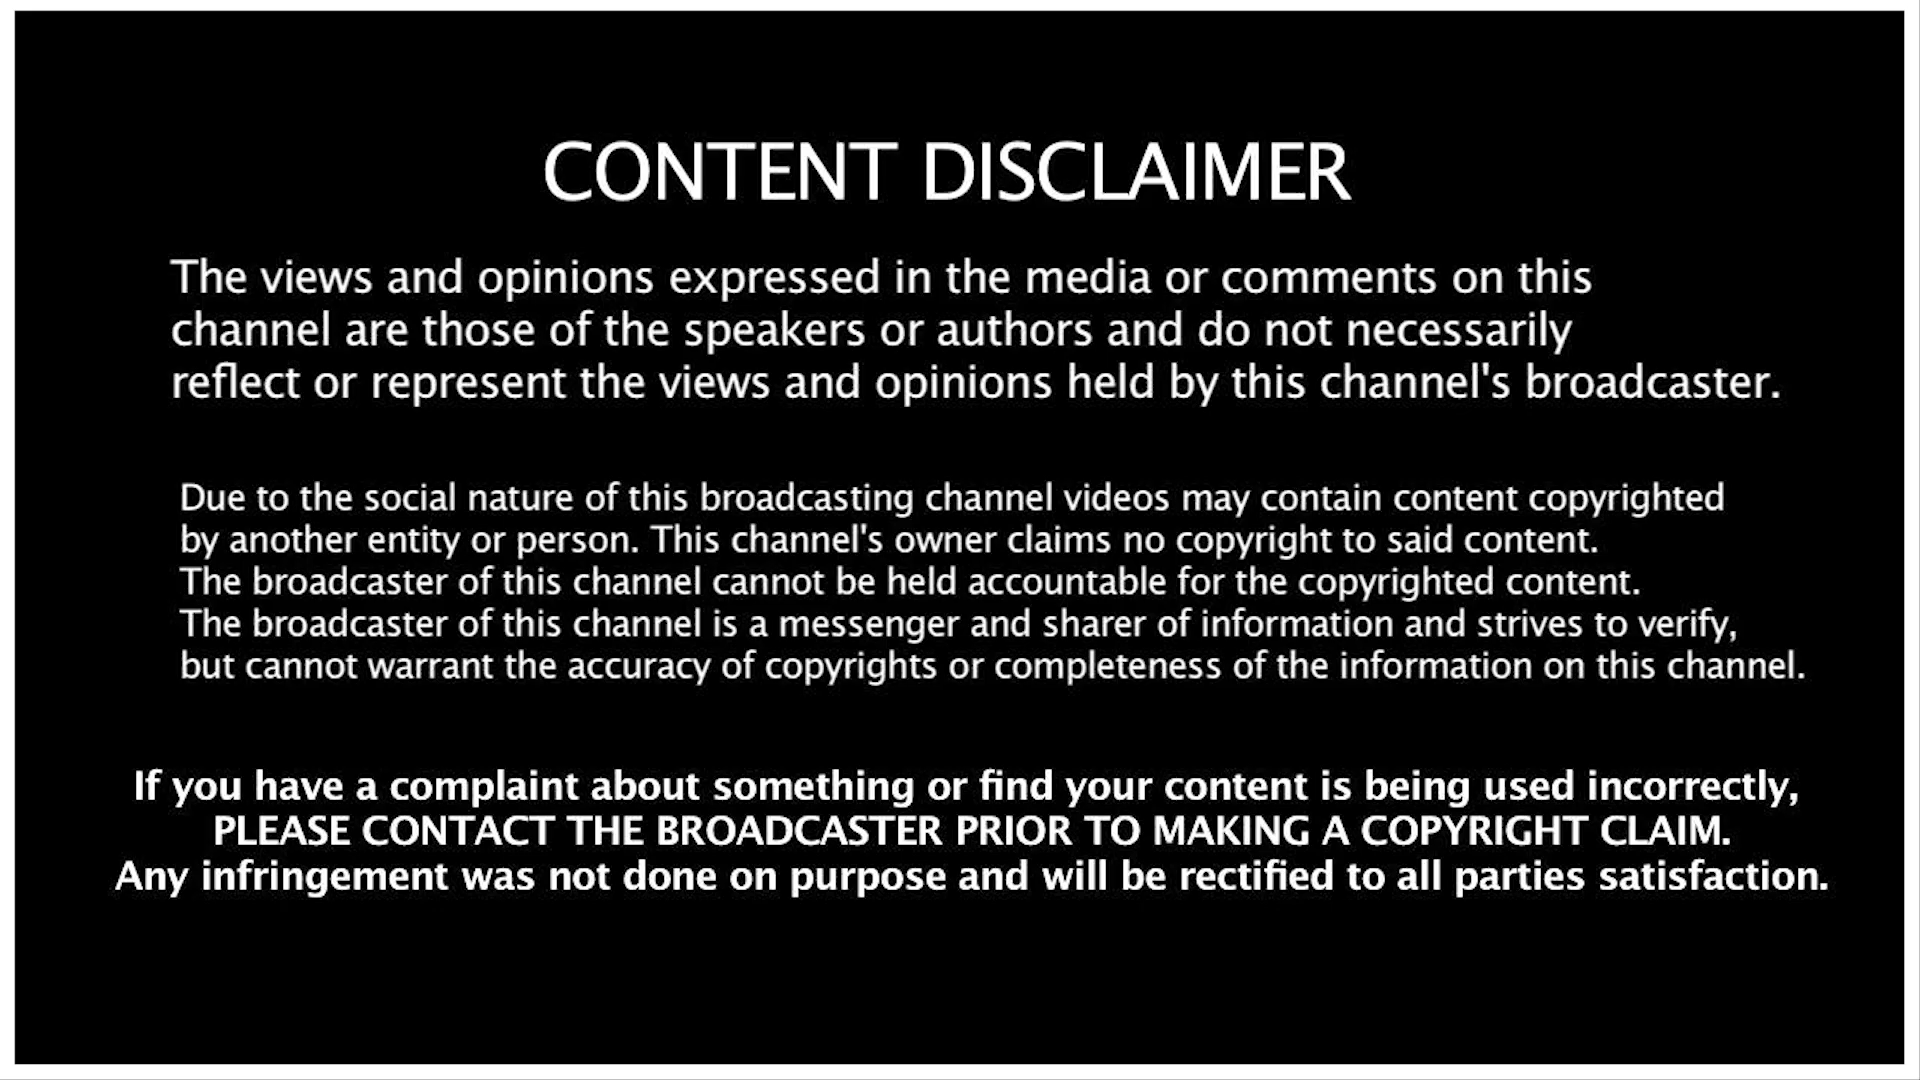 CONTENT DISCLAIMER
The views and opinions expressed in the media or comments on this
channel are those of the speakers or authors and do not necessarily
reflect or represent the views and opinions held by this channel's broadcaster.
Due to the social nature of this broadcasting channel videos may contain content copyrighted
by another entity or person. This channel's owner claims no copyright to said content.
The broadcaster of this channel cannot be held accountable for the copyrighted content.
The broadcaster of this channel is a messenger and sharer of information and strives to verify,
but cannot warrant the accuracy of copyrights or completeness of the information on this channel.
If you have a complaint about something or find your content is being used incorrectly,
PLEASE CONTACT THE BROADCASTER PRIOR TO MAKING A COPYRIGHT CLAIM.
Any infringement was not done on purpose and will be rectified to all parties satisfaction.